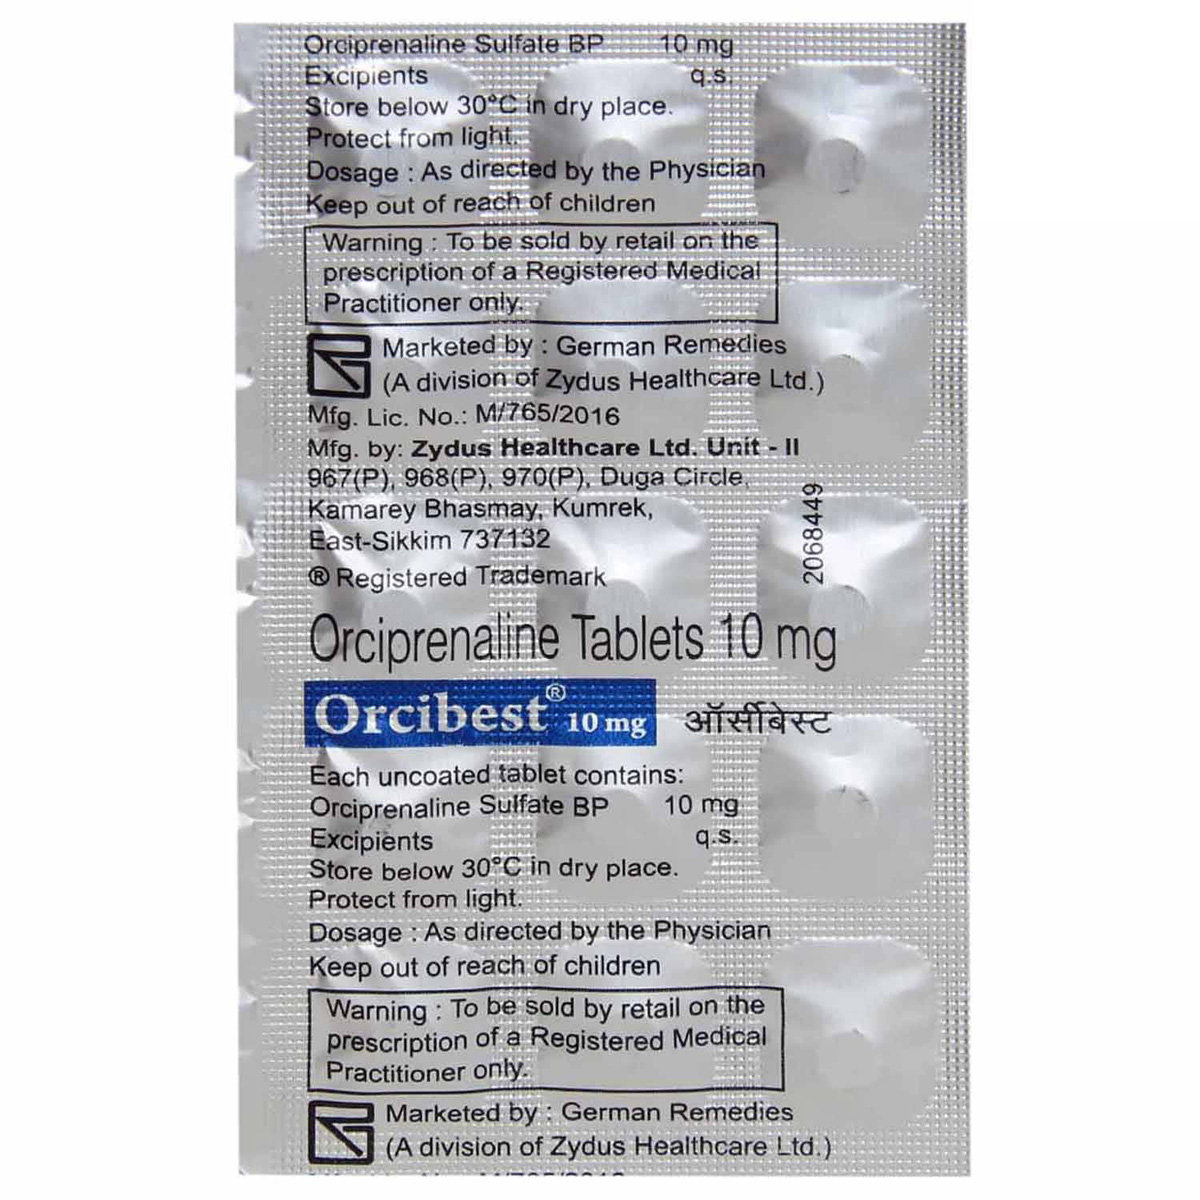 Orciprenaline Sulfate BP 10 mg
Excipients q.s.
Store below 30°C in dry place.
Protect from light.
Dosage : As directed by the Physician
Keep out of reach of children
Warning : To be sold by retail on the
prescription of a Registered Medical
Practitioner only.
Marketed by : German Remedies
(A division of Zydus Healthcare Ltd.)
Mfg. Lic. No.: M/765/2016
Mfg. by: Zydus Healthcare Ltd. Unit - II
967(P), 968(P), 970(P), Duga Circle,
Kamarey Bhasmay, Kumrek,
East-Sikkim 737132
2068449
® Registered Trademark
Orciprenaline Tablets 10 mg
Orcibest® 10 mg ऑर्सीबेस्ट
Each uncoated tablet contains:
Orciprenaline Sulfate BP 10 mg
Excipients q.s.
Store below 30°C in dry place.
Protect from light.
Dosage : As directed by the Physician
Keep out of reach of children
Warning : To be sold by retail on the
prescription of a Registered Medical
Practitioner only.
Marketed by : German Remedies
(A division of Zydus Healthcare Ltd.)